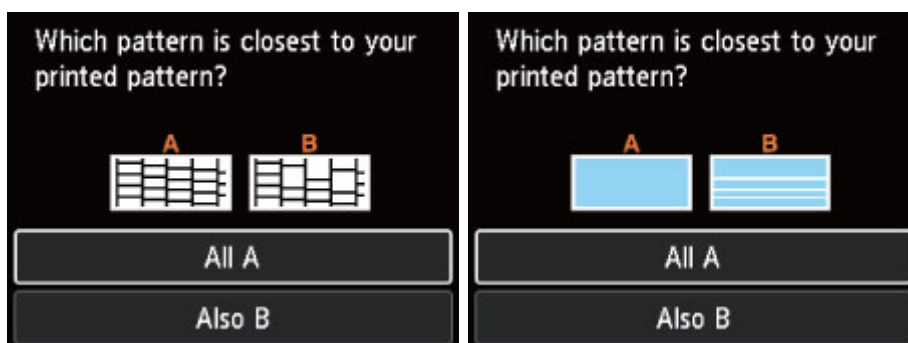 Which pattern is closest to your
printed pattern?
A B
All A
Also B
Which pattern is closest to your
printed pattern?
A B
All A
Also B